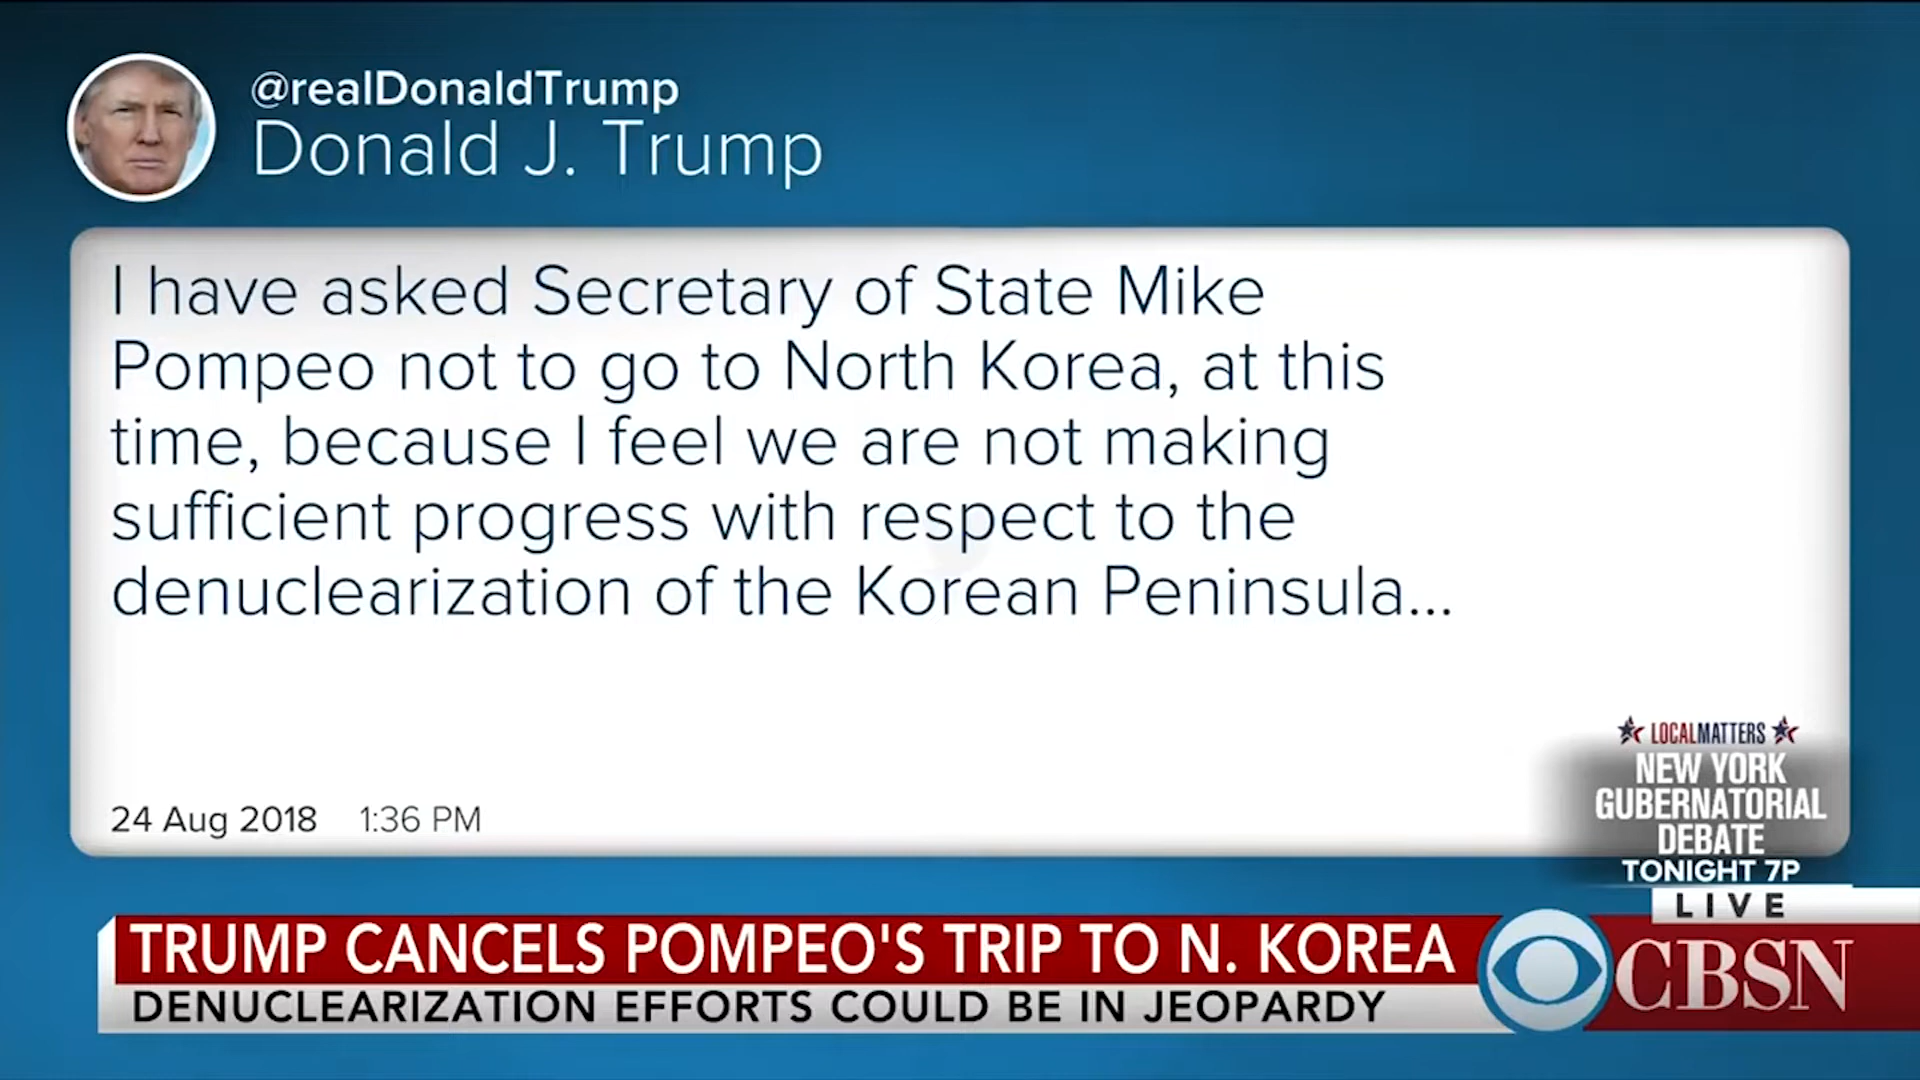 @realDonaldTrump
Donald J. Trump
I have asked Secretary of State Mike
Pompeo not to go to North Korea, at this
time, because I feel we are not making
sufficient progress with respect to the
denuclearization of the Korean Peninsula...
24 Aug 2018 1:36 PM
LOCALMATTERS
NEW YORK
GUBERNATORIAL
DEBATE
TONIGHT 7P
LIVE
TRUMP CANCELS POMPEO'S TRIP TO N. KOREA
DENUCLEARIZATION EFFORTS COULD BE IN JEOPARDY
CBSN